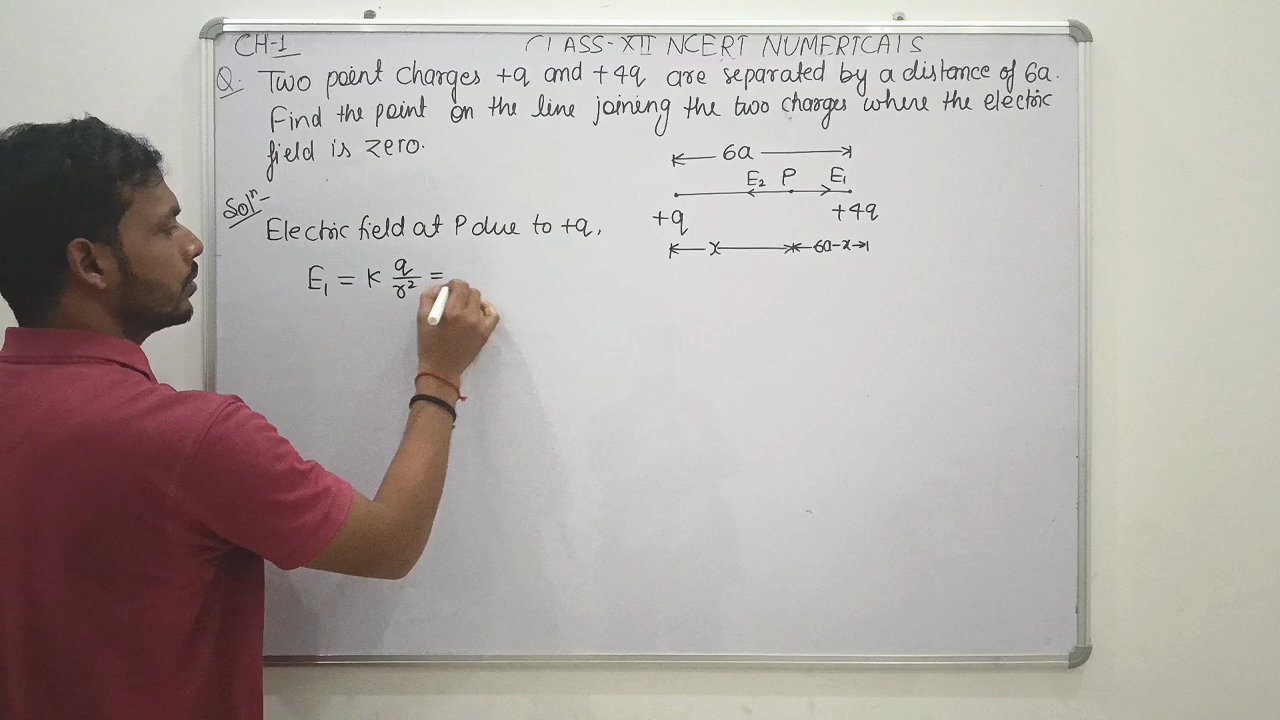 CH-1
CLASS-XII NCERT NUMERICALS
Q. Two point charges +q and +4q are separated by a distance of 6a.
Find the point on the line joining the two charges where the electric
field is zero.
6a
E₂ P E₁
+q +4q
x 6a-x
Solⁿ-
Electric field at P due to +q,
E₁ = K q/r² =